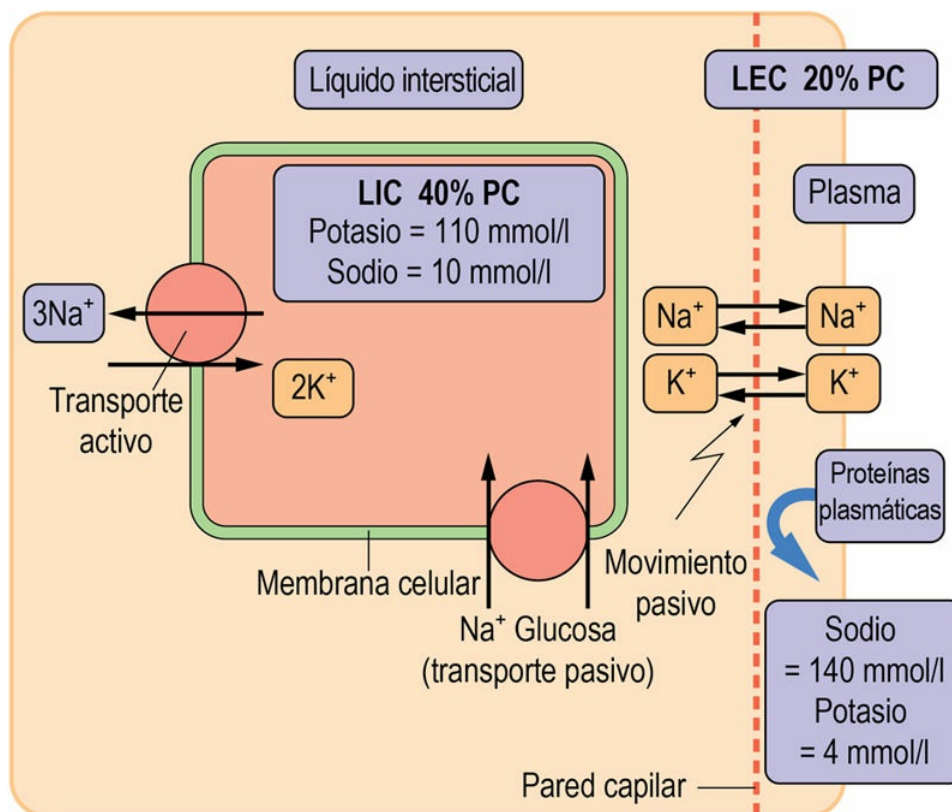 Líquido intersticial
LEC 20% PC
LIC 40% PC
Potasio = 110 mmol/l
Sodio = 10 mmol/l
Plasma
3Na⁺
2K⁺
Transporte
activo
Na⁺
Na⁺
K⁺
K⁺
Proteínas
plasmáticas
Membrana celular
Movimiento
pasivo
Na⁺ Glucosa
(transporte pasivo)
Sodio
= 140 mmol/l
Potasio
= 4 mmol/l
Pared capilar